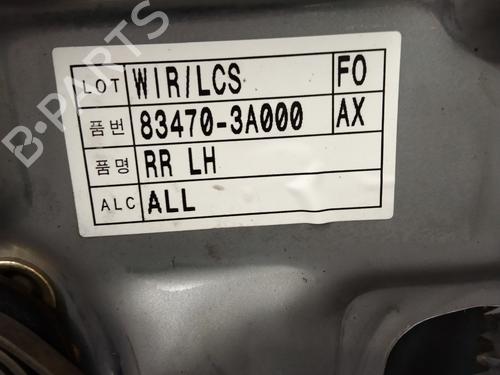 LOT WIR/LCS FO
품번 83470-3A000 AX
품명 RR LH
ALC ALL
B-PARTS